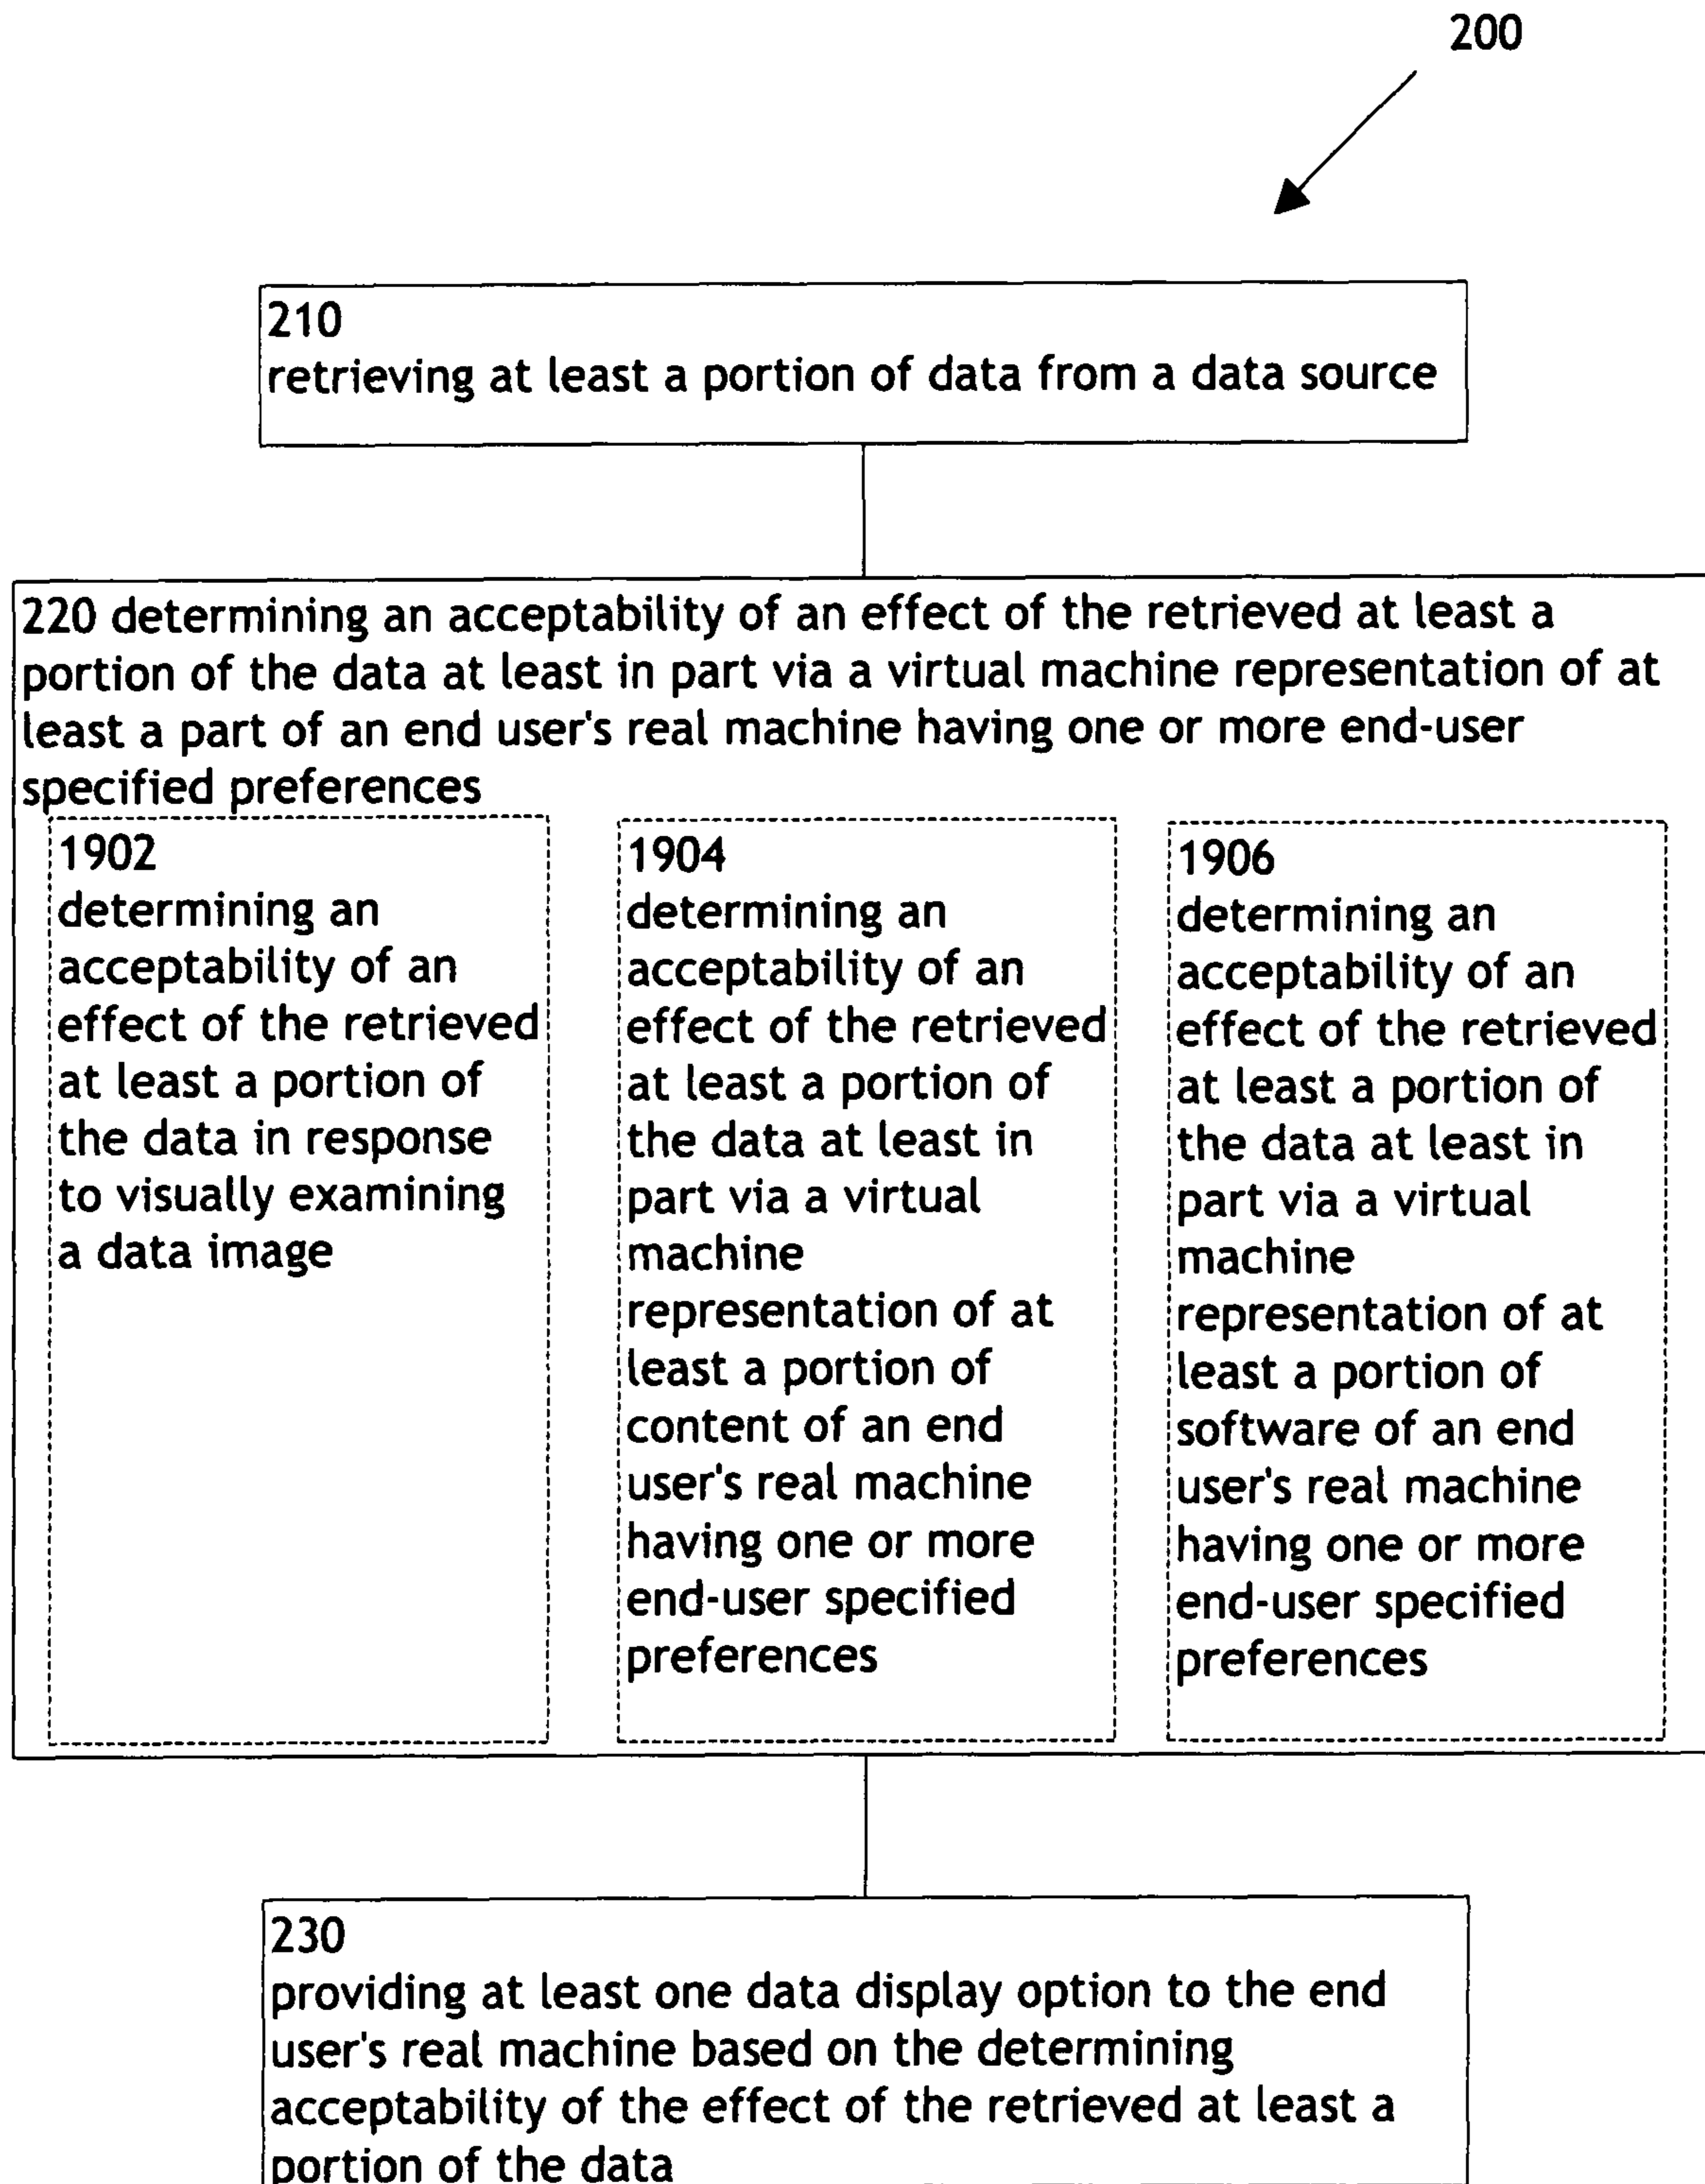 200
210
retrieving at least a portion of data from a data source
220 determining an acceptability of an effect of the retrieved at least a
portion of the data at least in part via a virtual machine representation of at
least a part of an end user's real machine having one or more end-user
specified preferences
1902
determining an
acceptability of an
effect of the retrieved
at least a portion of
the data in response
to visually examining
a data image
1904
determining an
acceptability of an
effect of the retrieved
at least a portion of
the data at least in
part via a virtual
machine
representation of at
least a portion of
content of an end
user's real machine
having one or more
end-user specified
preferences
1906
determining an
acceptability of an
effect of the retrieved
at least a portion of
the data at least in
part via a virtual
machine
representation of at
least a portion of
software of an end
user's real machine
having one or more
end-user specified
preferences
230
providing at least one data display option to the end
user's real machine based on the determining
acceptability of the effect of the retrieved at least a
portion of the data